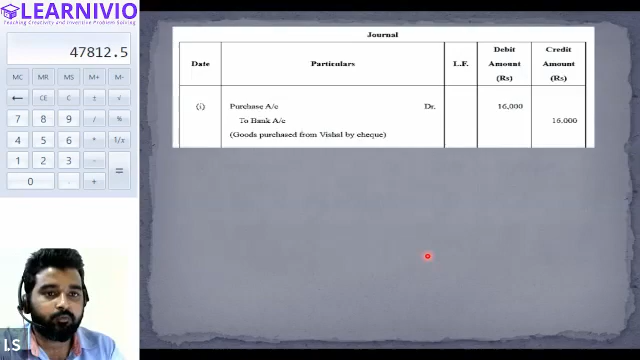 LEARNIVIO
Teaching Creativity and Inventive Problem Solving
47812.5
MC MR MS M+ M-
← CE C ± √
7 8 9 / %
4 5 6 * 1/x
1 2 3 - =
0 . +
Journal
Date Particulars L.F. Debit Amount (Rs) Credit Amount (Rs)
(i) Purchase A/c Dr. 16,000
To Bank A/c 16,000
(Goods purchased from Vishal by cheque)
I.S